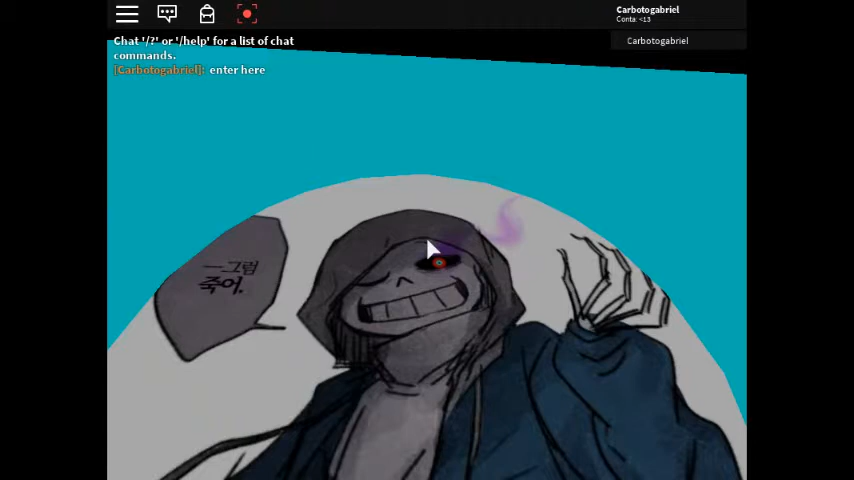 Carbotogabriel
Conta: <13
Carbotogabriel
Chat '/?' or '/help' for a list of chat
commands.
[Carbotogabriel]: enter here
—그럼
죽어.